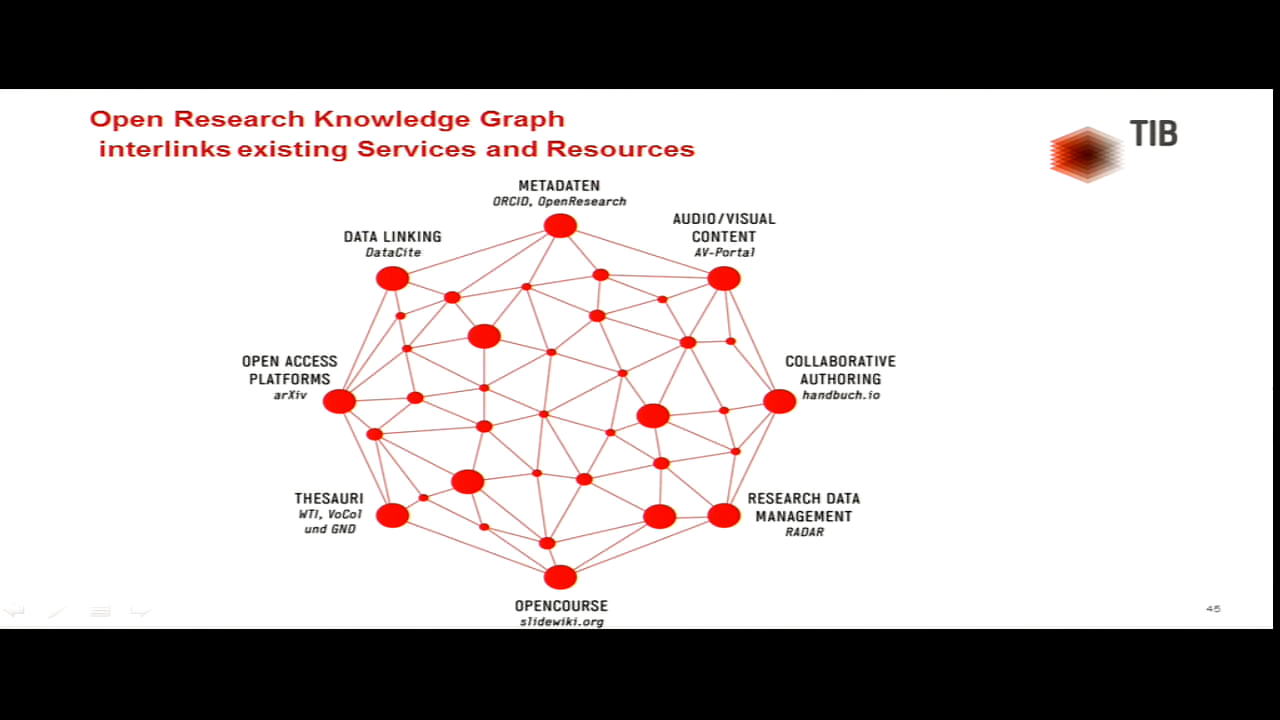 Open Research Knowledge Graph
interlinks existing Services and Resources
TIB
METADATEN
ORCID, OpenResearch
AUDIO/VISUAL
CONTENT
AV-Portal
DATA LINKING
DataCite
OPEN ACCESS
PLATFORMS
arXiv
COLLABORATIVE
AUTHORING
handbuch.io
THESAURI
WTI, VoCol
und GND
RESEARCH DATA
MANAGEMENT
RADAR
OPENCOURSE
slidewiki.org
45